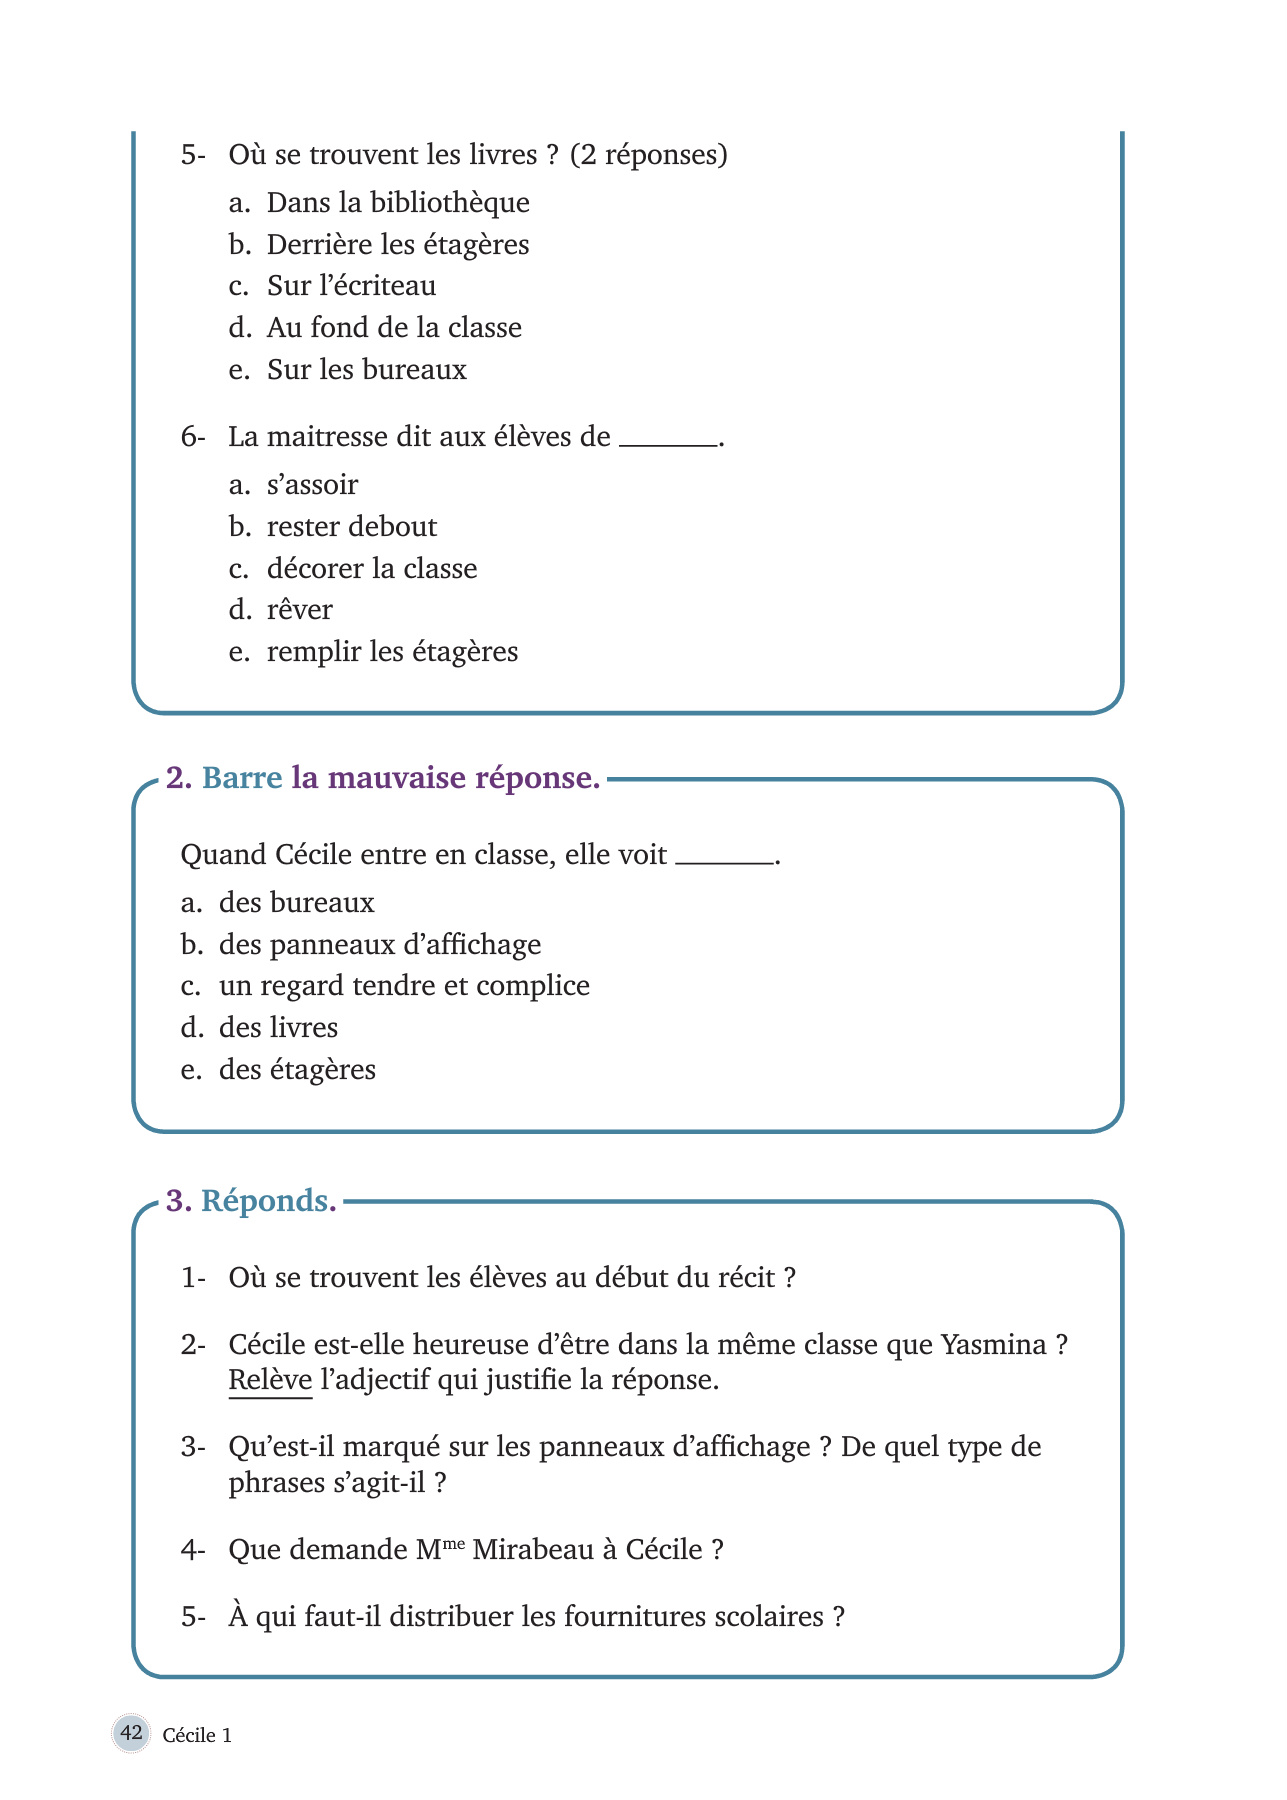 5- Où se trouvent les livres ? (2 réponses)
a. Dans la bibliothèque
b. Derrière les étagères
c. Sur l’écriteau
d. Au fond de la classe
e. Sur les bureaux
6- La maitresse dit aux élèves de _______.
a. s’assoir
b. rester debout
c. décorer la classe
d. rêver
e. remplir les étagères
2. Barre la mauvaise réponse.
Quand Cécile entre en classe, elle voit _______.
a. des bureaux
b. des panneaux d’affichage
c. un regard tendre et complice
d. des livres
e. des étagères
3. Réponds.
1- Où se trouvent les élèves au début du récit ?
2- Cécile est-elle heureuse d’être dans la même classe que Yasmina ?
Relève l’adjectif qui justifie la réponse.
3- Qu’est-il marqué sur les panneaux d’affichage ? De quel type de
phrases s’agit-il ?
4- Que demande Mme Mirabeau à Cécile ?
5- À qui faut-il distribuer les fournitures scolaires ?
42 Cécile 1